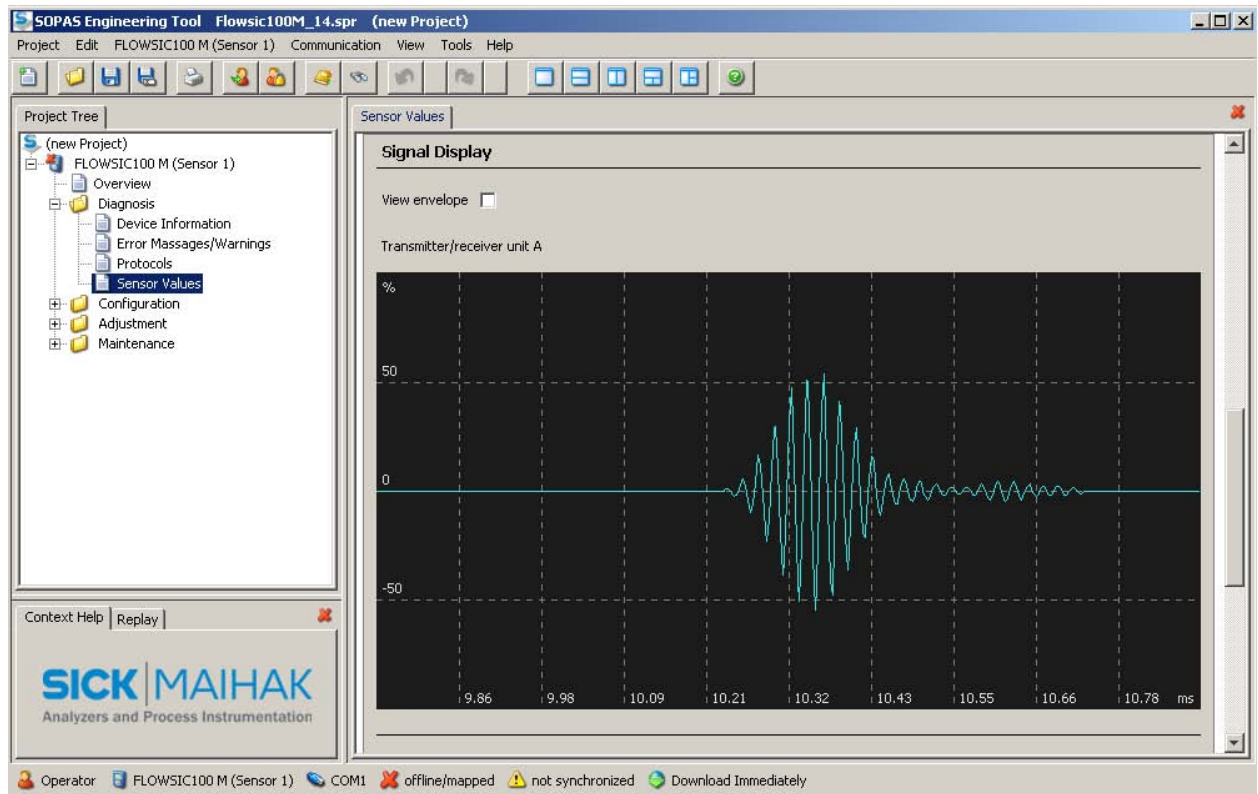 SOPAS Engineering Tool Flowsic100M_14.spr (new Project)
Project Edit FLOWSIC100 M (Sensor 1) Communication View Tools Help
Project Tree
(new Project)
FLOWSIC100 M (Sensor 1)
Overview
Diagnosis
Device Information
Error Massages/Warnings
Protocols
Sensor Values
Configuration
Adjustment
Maintenance
Context Help Replay
SICK MAIHAK
Analyzers and Process Instrumentation
Sensor Values
Signal Display
View envelope
Transmitter/receiver unit A
%
50
0
-50
9.86 9.98 10.09 10.21 10.32 10.43 10.55 10.66 10.78 ms
Operator FLOWSIC100 M (Sensor 1) COM1 offline/mapped not synchronized Download Immediately